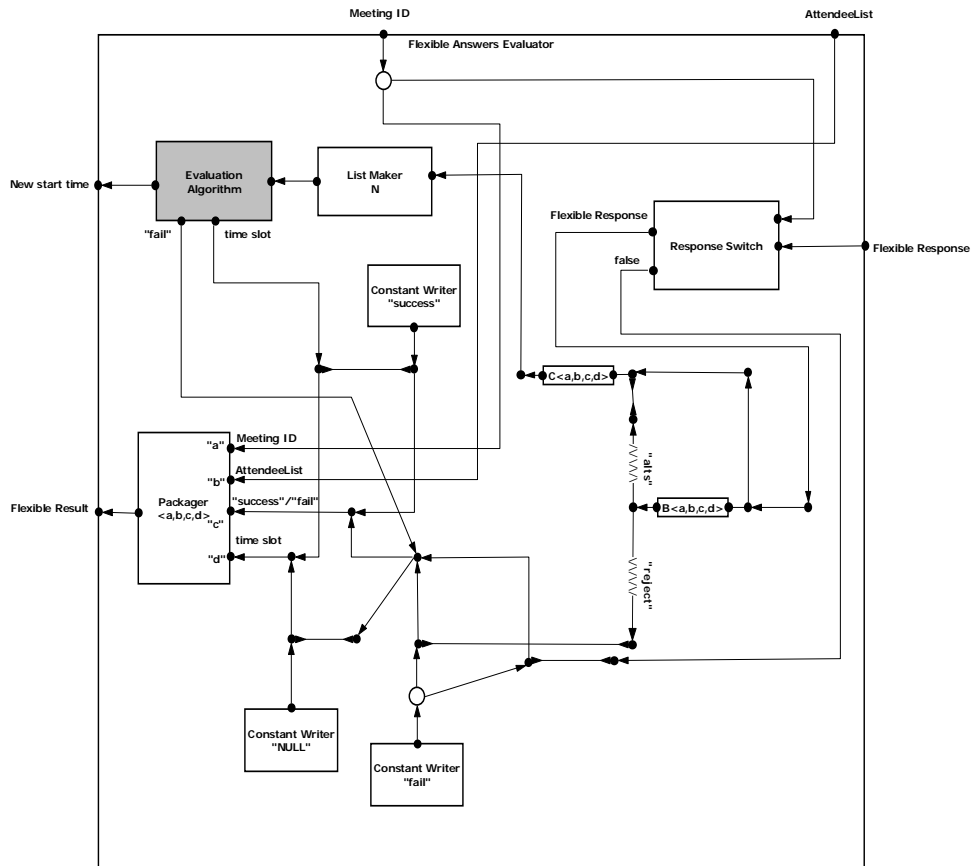 Meeting ID
AttendeeList
Flexible Answers Evaluator
New start time
Evaluation
Algorithm
List Maker
N
"fail"
time slot
Flexible Response
Response Switch
Flexible Response
false
Constant Writer
"success"
C<a,b,c,d>
"alts"
B<a,b,c,d>
"reject"
"a"
Meeting ID
"b"
AttendeeList
Packager
<a,b,c,d>
"c"
"success"/"fail"
"d"
time slot
Flexible Result
Constant Writer
"NULL"
Constant Writer
"fail"